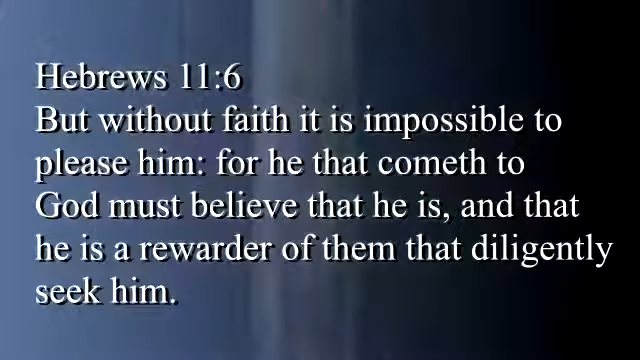 Hebrews 11:6
But without faith it is impossible to
please him: for he that cometh to
God must believe that he is, and that
he is a rewarder of them that diligently
seek him.